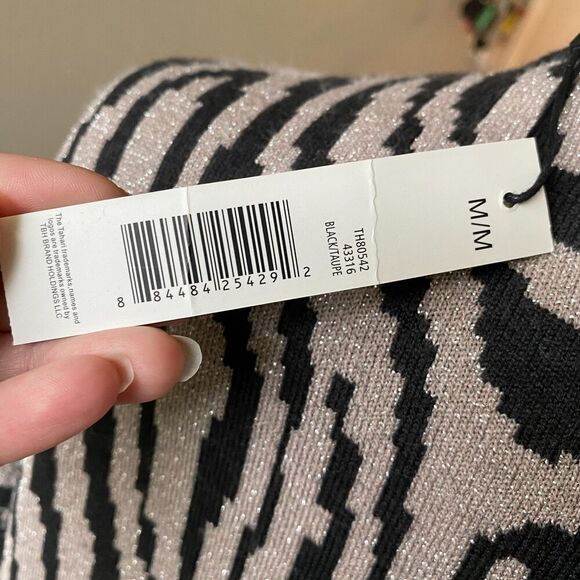 The Tahari trademarks, names and
logos are trademarks owned by
TBH BRAND HOLDINGS LLC
8 84484 25429 2
TH80542
43316
BLACK/TAUPE
M/M